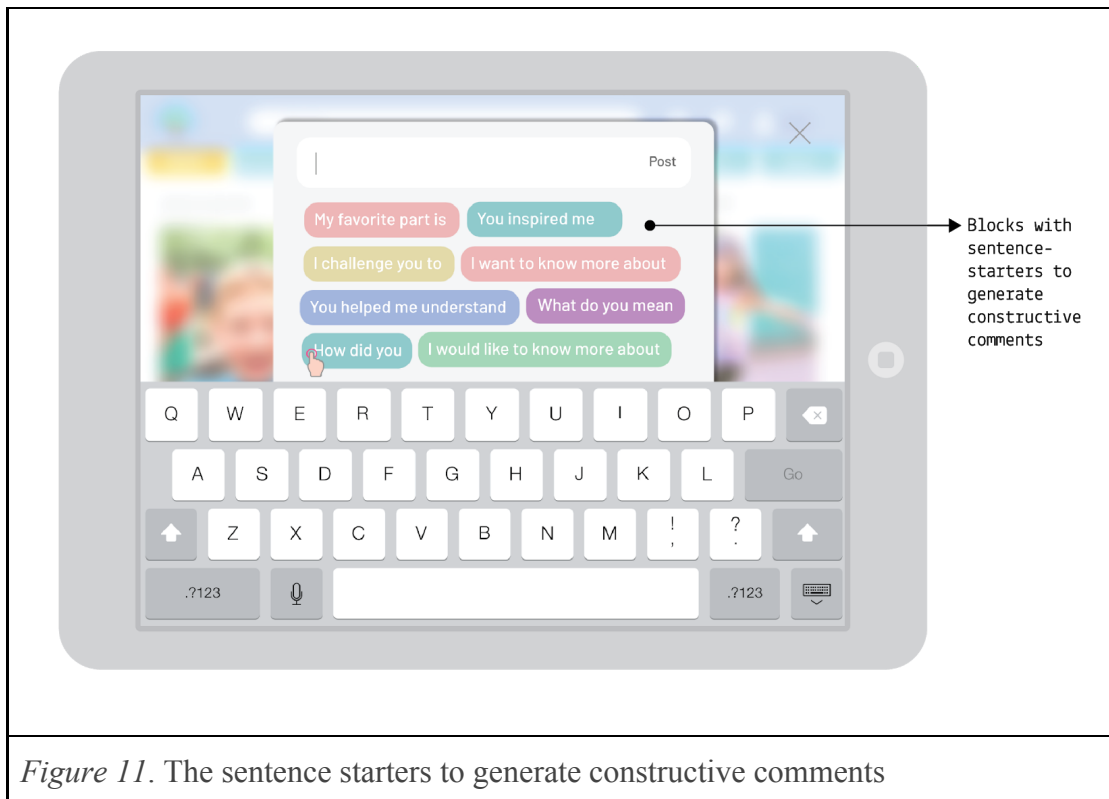 Post
My favorite part is
You inspired me
I challenge you to
I want to know more about
You helped me understand
What do you mean
How did you
I would like to know more about
Blocks with
sentence-
starters to
generate
constructive
comments
Q W E R T Y U I O P
A S D F G H J K L Go
Z X C V B N M ! , ? .
.?123 .?123
Figure 11. The sentence starters to generate constructive comments